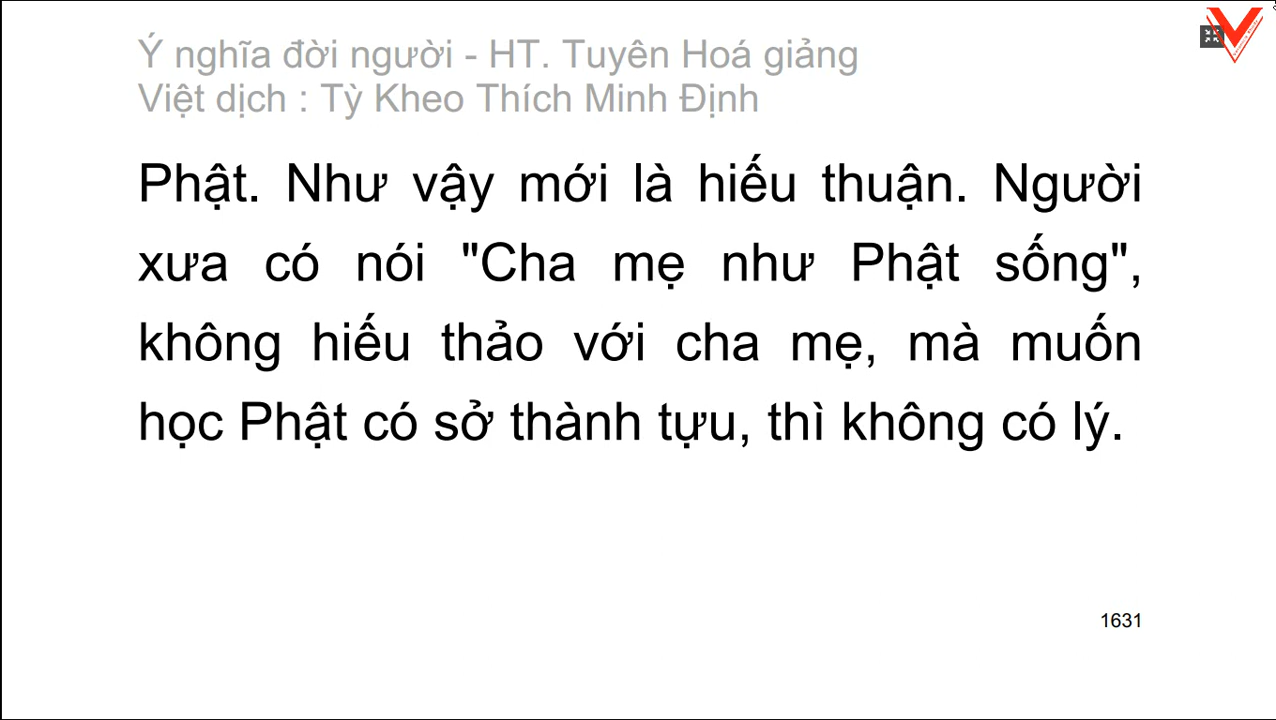 Ý nghĩa đời người - HT. Tuyên Hoá giảng
Việt dịch : Tỳ Kheo Thích Minh Định
Phật. Như vậy mới là hiếu thuận. Người
xưa có nói "Cha mẹ như Phật sống",
không hiếu thảo với cha mẹ, mà muốn
học Phật có sở thành tựu, thì không có lý.
1631